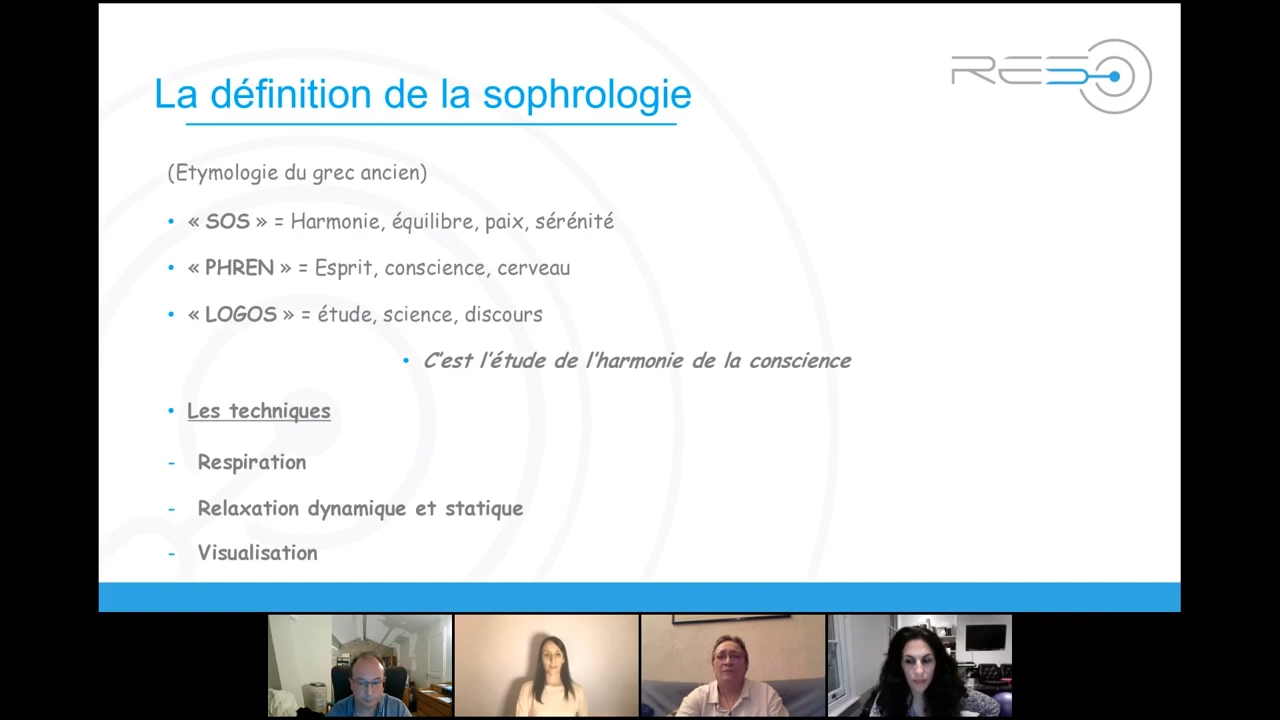 La définition de la sophrologie
RESO
(Etymologie du grec ancien)
• « SOS » = Harmonie, équilibre, paix, sérénité
• « PHREN » = Esprit, conscience, cerveau
• « LOGOS » = étude, science, discours
• C'est l'étude de l'harmonie de la conscience
• Les techniques
- Respiration
- Relaxation dynamique et statique
- Visualisation